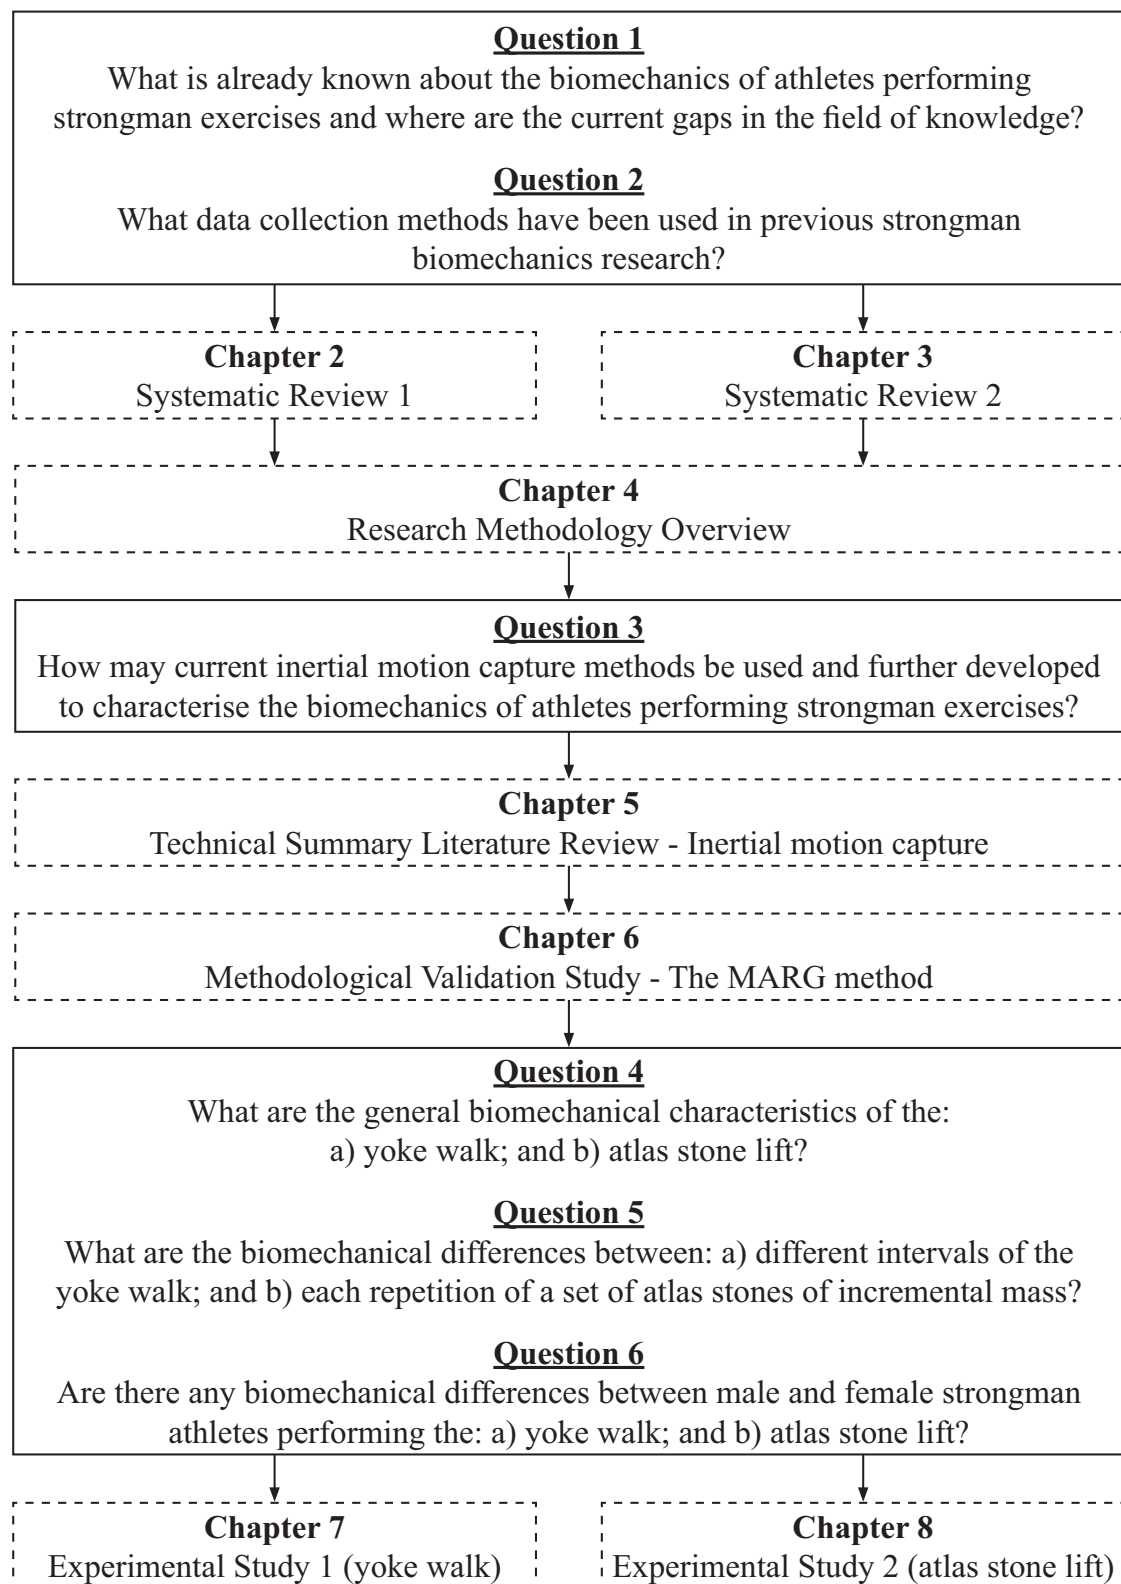 Question 1
What is already known about the biomechanics of athletes performing
strongman exercises and where are the current gaps in the field of knowledge?
Question 2
What data collection methods have been used in previous strongman
biomechanics research?
Chapter 2
Systematic Review 1
Chapter 3
Systematic Review 2
Chapter 4
Research Methodology Overview
Question 3
How may current inertial motion capture methods be used and further developed
to characterise the biomechanics of athletes performing strongman exercises?
Chapter 5
Technical Summary Literature Review - Inertial motion capture
Chapter 6
Methodological Validation Study - The MARG method
Question 4
What are the general biomechanical characteristics of the:
a) yoke walk; and b) atlas stone lift?
Question 5
What are the biomechanical differences between: a) different intervals of the
yoke walk; and b) each repetition of a set of atlas stones of incremental mass?
Question 6
Are there any biomechanical differences between male and female strongman
athletes performing the: a) yoke walk; and b) atlas stone lift?
Chapter 7
Experimental Study 1 (yoke walk)
Chapter 8
Experimental Study 2 (atlas stone lift)